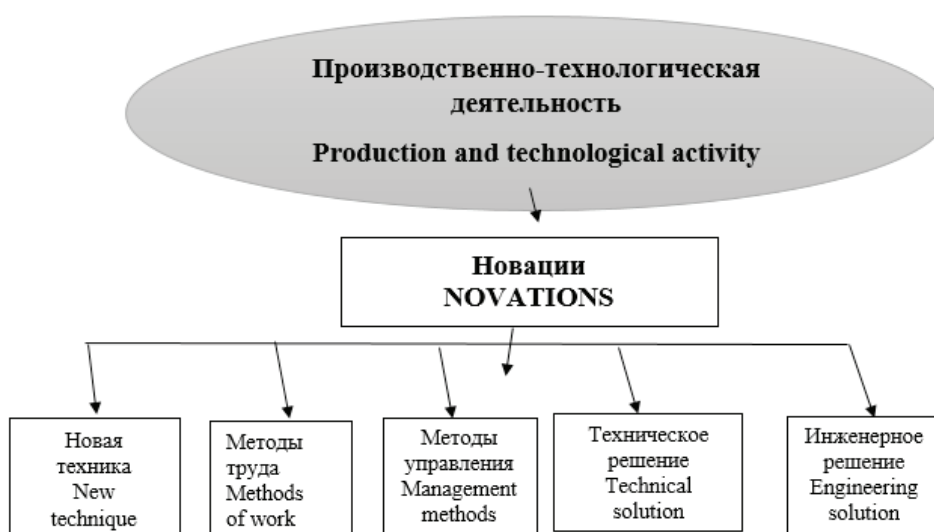 Производственно-технологическая
деятельность
Production and technological activity
Новации
NOVATIONS
Новая
техника
New
technique
Методы
труда
Methods
of work
Методы
управления
Management
methods
Техническое
решение
Technical
solution
Инженерное
решение
Engineering
solution